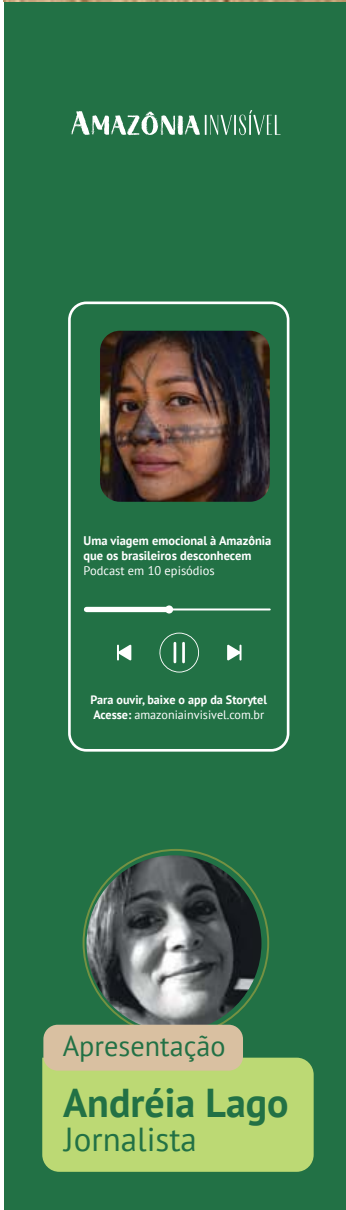 AMAZÔNIA INVISÍVEL
Uma viagem emocional à Amazônia
que os brasileiros desconhecem
Podcast em 10 episódios
Para ouvir, baixe o app da Storytel
Acesse: amazoniainvisivel.com.br
Apresentação
Andréia Lago
Jornalista